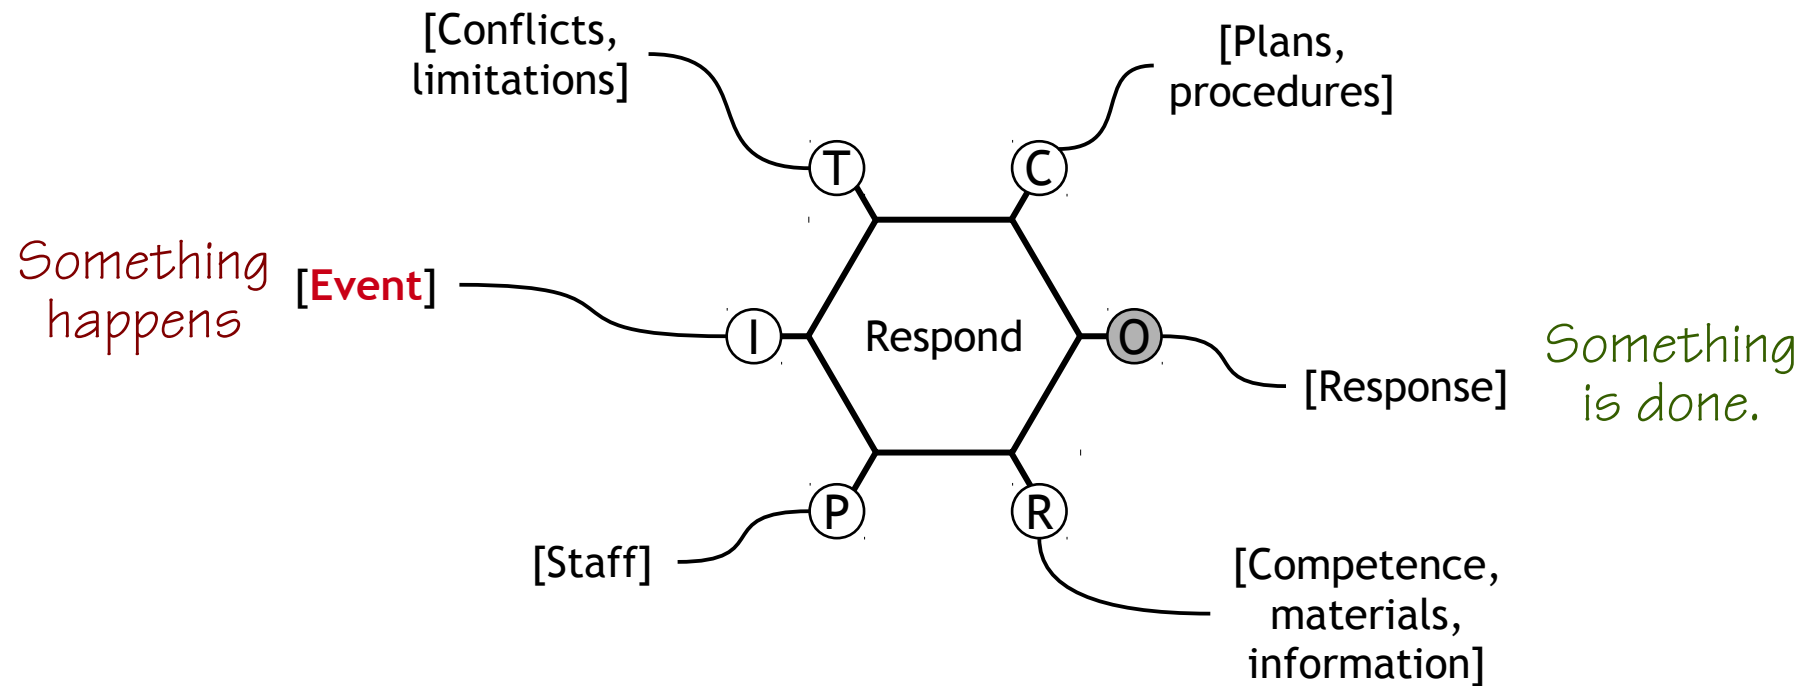 [Conflicts,
limitations]
[Plans,
procedures]
T
C
Something
happens
[Event]
I
Respond
O
[Response]
Something
is done.
P
R
[Staff]
[Competence,
materials,
information]